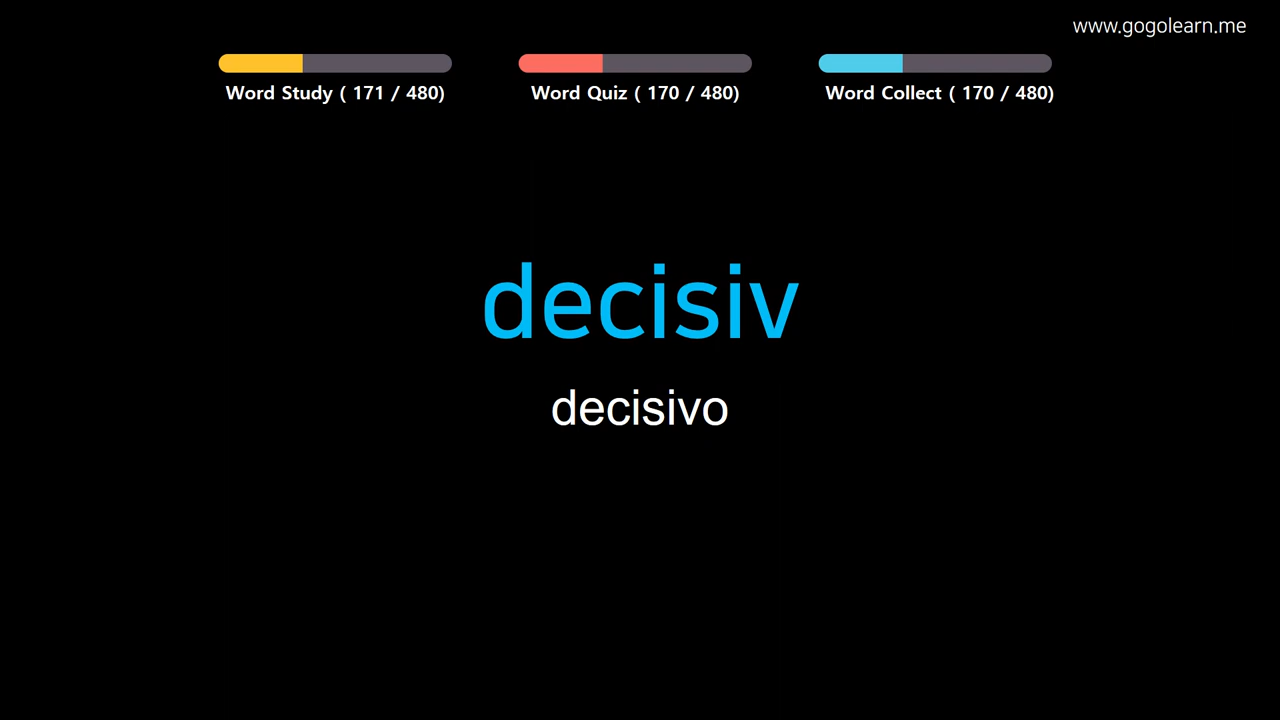 www.gogolearn.me
Word Study ( 171 / 480)
Word Quiz ( 170 / 480)
Word Collect ( 170 / 480)
decisiv
decisivo